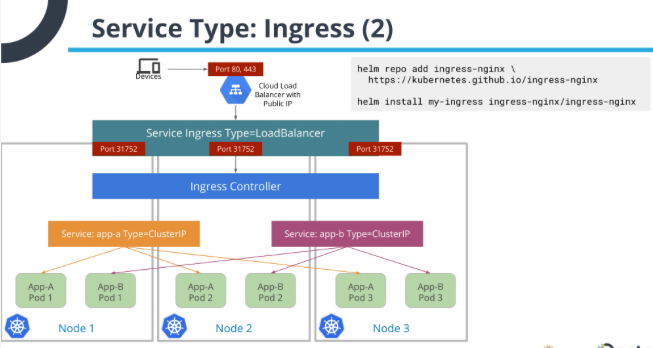 Service Type: Ingress (2)
Devices
Port 80, 443
Cloud Load
Balancer with
Public IP
helm repo add ingress-nginx \
https://kubernetes.github.io/ingress-nginx
helm install my-ingress ingress-nginx/ingress-nginx
Service Ingress Type=LoadBalancer
Port 31752
Port 31752
Port 31752
Ingress Controller
Service: app-a Type=ClusterIP
Service: app-b Type=ClusterIP
App-A
Pod 1
App-B
Pod 1
App-A
Pod 2
App-B
Pod 2
App-A
Pod 3
App-B
Pod 3
Node 1
Node 2
Node 3